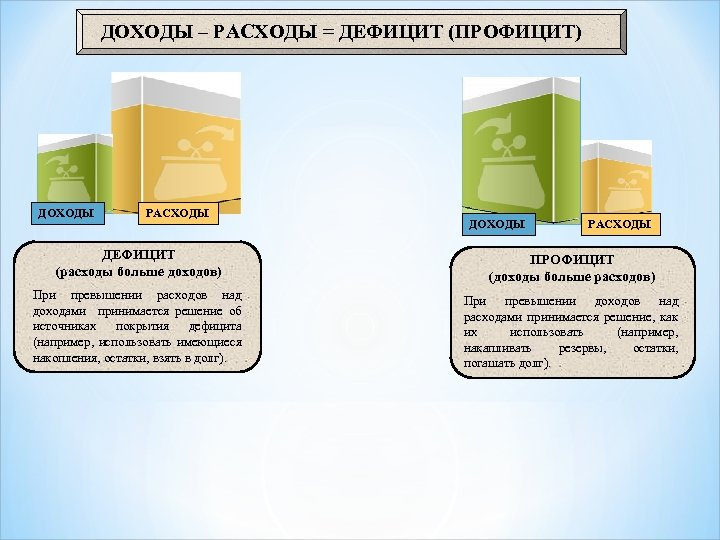 ДОХОДЫ – РАСХОДЫ = ДЕФИЦИТ (ПРОФИЦИТ)
ДОХОДЫ
РАСХОДЫ
ДЕФИЦИТ
(расходы больше доходов)
При превышении расходов над
доходами принимается решение об
источниках покрытия дефицита
(например, использовать имеющиеся
накопления, остатки, взять в долг).
ДОХОДЫ
РАСХОДЫ
ПРОФИЦИТ
(доходы больше расходов)
При превышении доходов над
расходами принимается решение, как
их использовать (например,
накапливать резервы, остатки,
погашать долг). .